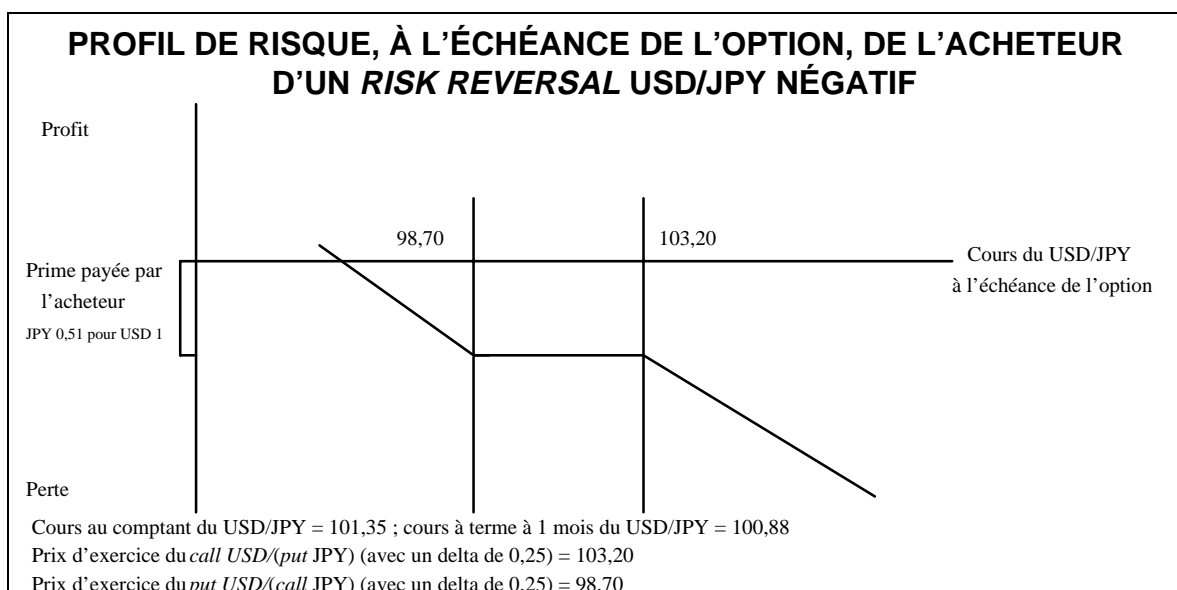 PROFIL DE RISQUE, À L’ÉCHÉANCE DE L’OPTION, DE L’ACHETEUR
D’UN RISK REVERSAL USD/JPY NÉGATIF
Profit
98,70
103,20
Cours du USD/JPY
à l’échéance de l’option
Prime payée par
l’acheteur
JPY 0,51 pour USD 1
Perte
Cours au comptant du USD/JPY = 101,35 ; cours à terme à 1 mois du USD/JPY = 100,88
Prix d’exercice du call USD/(put JPY) (avec un delta de 0,25) = 103,20
Prix d’exercice du put USD/(call JPY) (avec un delta de 0,25) = 98,70